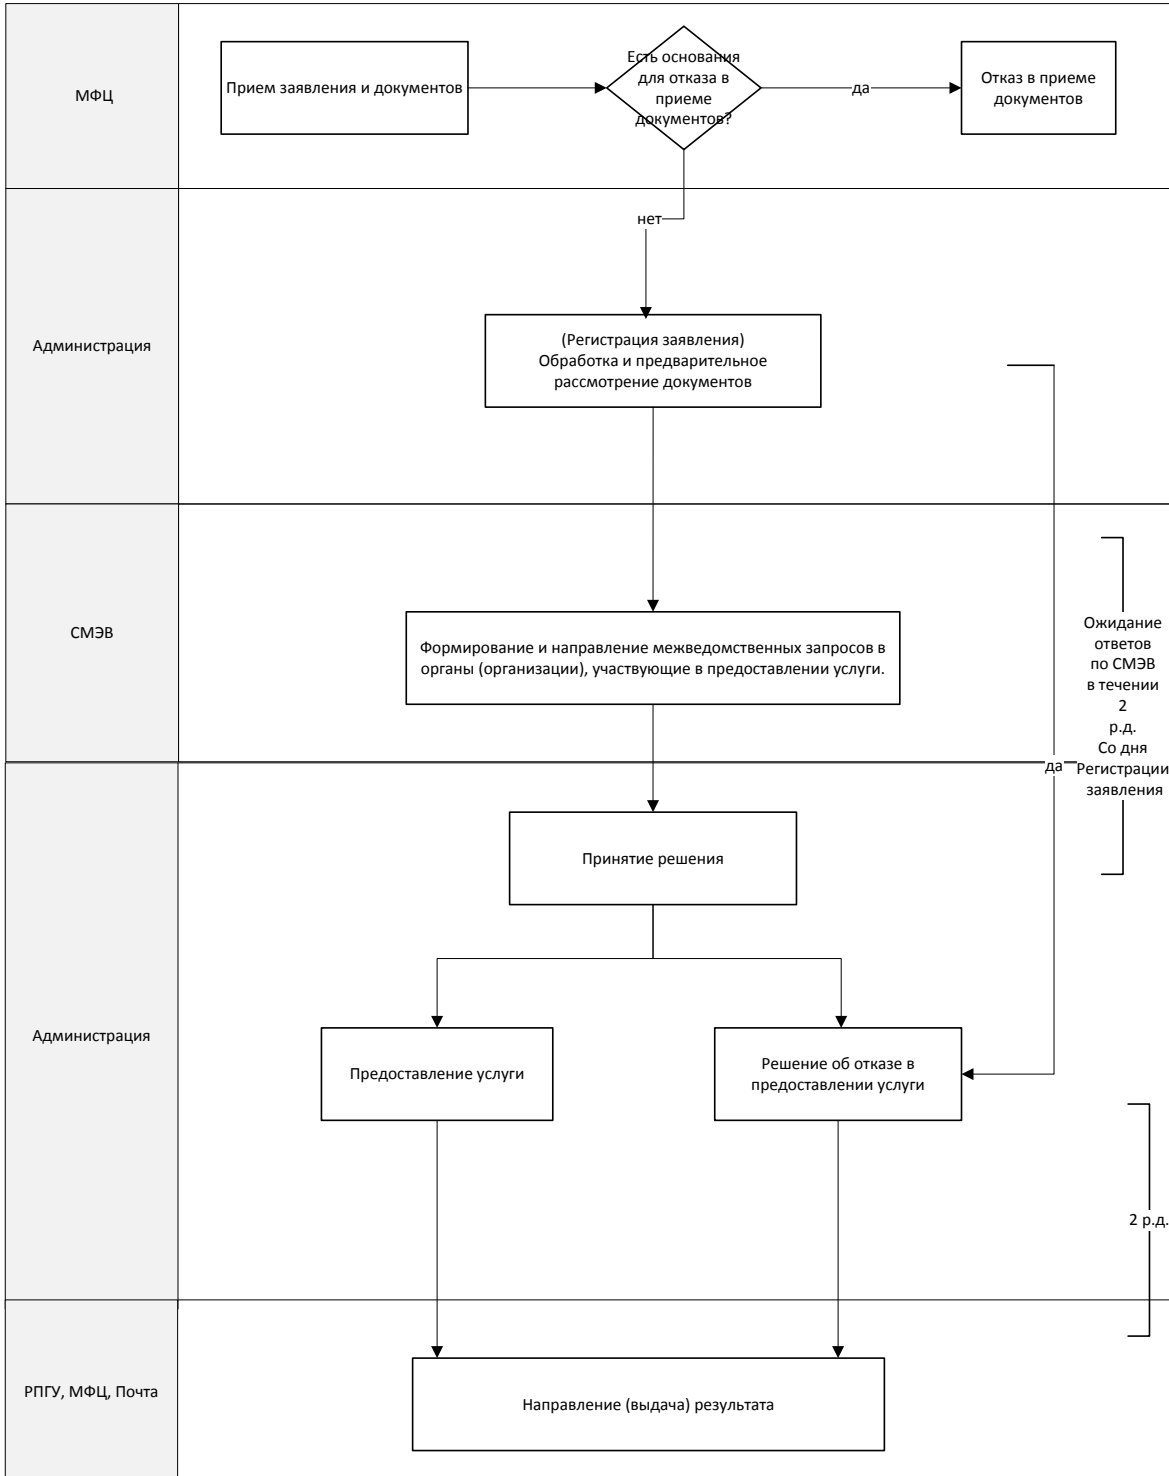 МФЦ
Прием заявления и документов
Есть основания
для отказа в
приеме
документов?
да
Отказ в приеме
документов
нет
Администрация
(Регистрация заявления)
Обработка и предварительное
рассмотрение документов
СМЭВ
Формирование и направление межведомственных запросов в
органы (организации), участвующие в предоставлении услуги.
Ожидание
ответов
по СМЭВ
в течении
2
р.д.
Со дня
Регистрации
заявления
да
Принятие решения
Администрация
Предоставление услуги
Решение об отказе в
предоставлении услуги
2 р.д.
РПГУ, МФЦ, Почта
Направление (выдача) результата